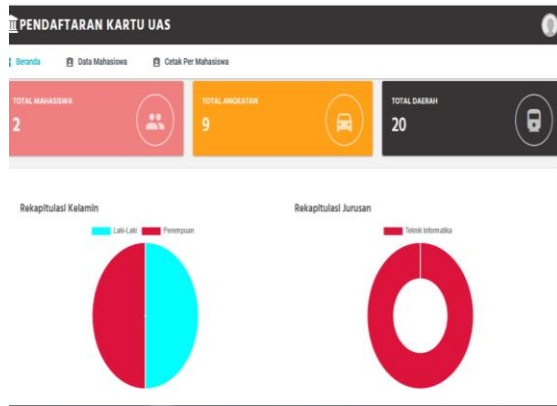 PENDAFTARAN KARTU UAS
Beranda Data Mahasiswa Cetak Per Mahasiswa
TOTAL MAHASISWA
2
TOTAL ANGKATAN
9
TOTAL DAERAH
20
Rekapitulasi Kelamin
Laki-Laki Perempuan
Rekapitulasi Jurusan
Teknik Informatika